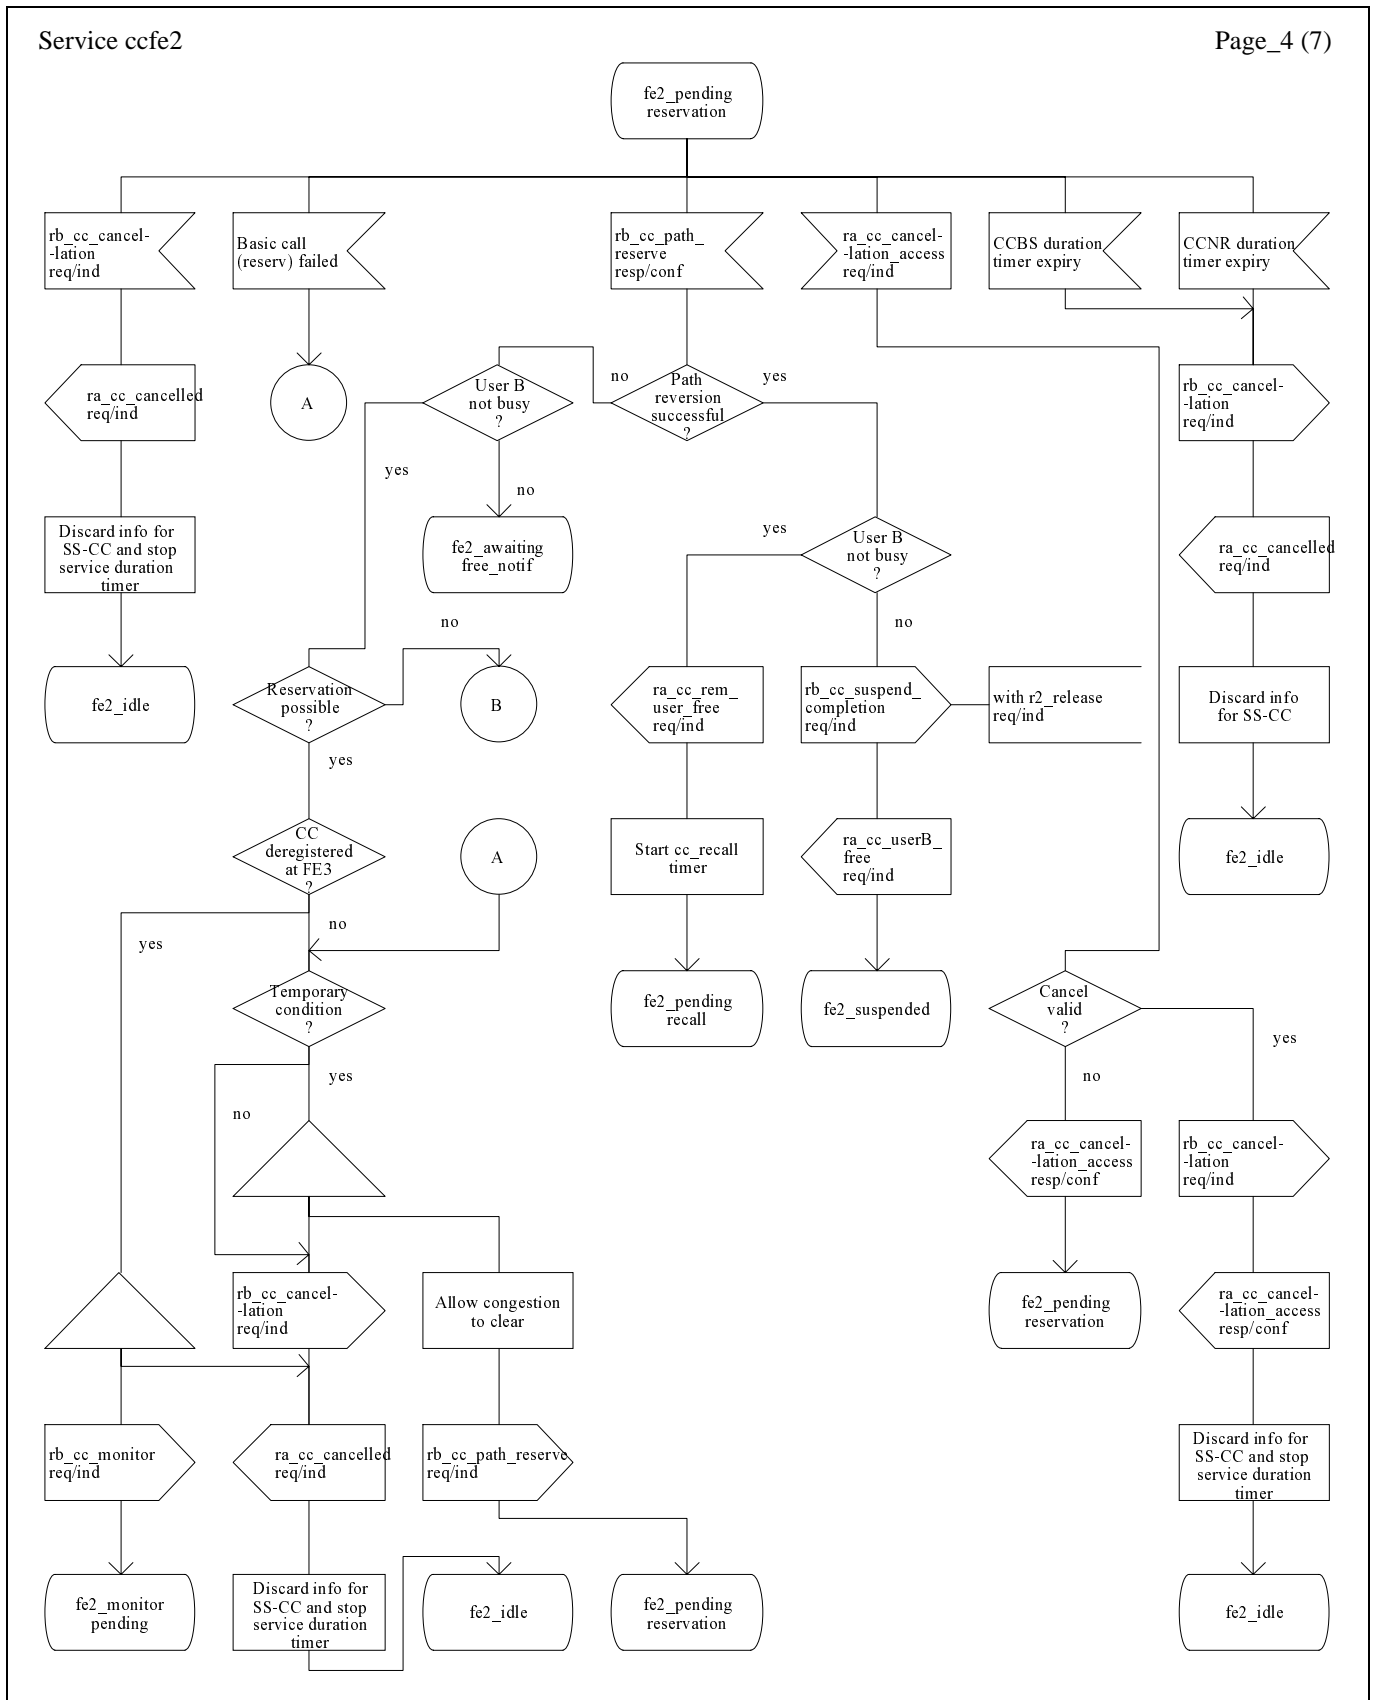 Service ccfe2
Page_4 (7)
fe2_pending
reservation
rb_cc_cancel-
-lation
req/ind
Basic call
(reserv) failed
rb_cc_path_
reserve
resp/conf
ra_cc_cancel-
-lation_access
req/ind
CCBS duration
timer expiry
CCNR duration
timer expiry
ra_cc_cancelled
req/ind
A
User B
not busy
?
no
Path
reversion
successful
?
yes
rb_cc_cancel-
-lation
req/ind
yes
no
Discard info for
SS-CC and stop
service duration
timer
fe2_awaiting
free_notif
yes
User B
not busy
?
ra_cc_cancelled
req/ind
no
no
fe2_idle
Reservation
possible
?
B
ra_cc_rem_
user_free
req/ind
rb_cc_suspend_
completion
req/ind
with r2_release
req/ind
Discard info
for SS-CC
yes
CC
deregistered
at FE3
?
A
Start cc_recall
timer
ra_cc_userB_
free
req/ind
fe2_idle
no
yes
Temporary
condition
?
fe2_pending
recall
fe2_suspended
Cancel
valid
?
yes
yes
no
no
ra_cc_cancel-
-lation_access
resp/conf
rb_cc_cancel-
-lation
req/ind
rb_cc_cancel-
-lation
req/ind
Allow congestion
to clear
fe2_pending
reservation
ra_cc_cancel-
-lation_access
resp/conf
rb_cc_monitor
req/ind
ra_cc_cancelled
req/ind
rb_cc_path_reserve
req/ind
Discard info for
SS-CC and stop
service duration
timer
fe2_monitor
pending
Discard info for
SS-CC and stop
service duration
timer
fe2_idle
fe2_pending
reservation
fe2_idle